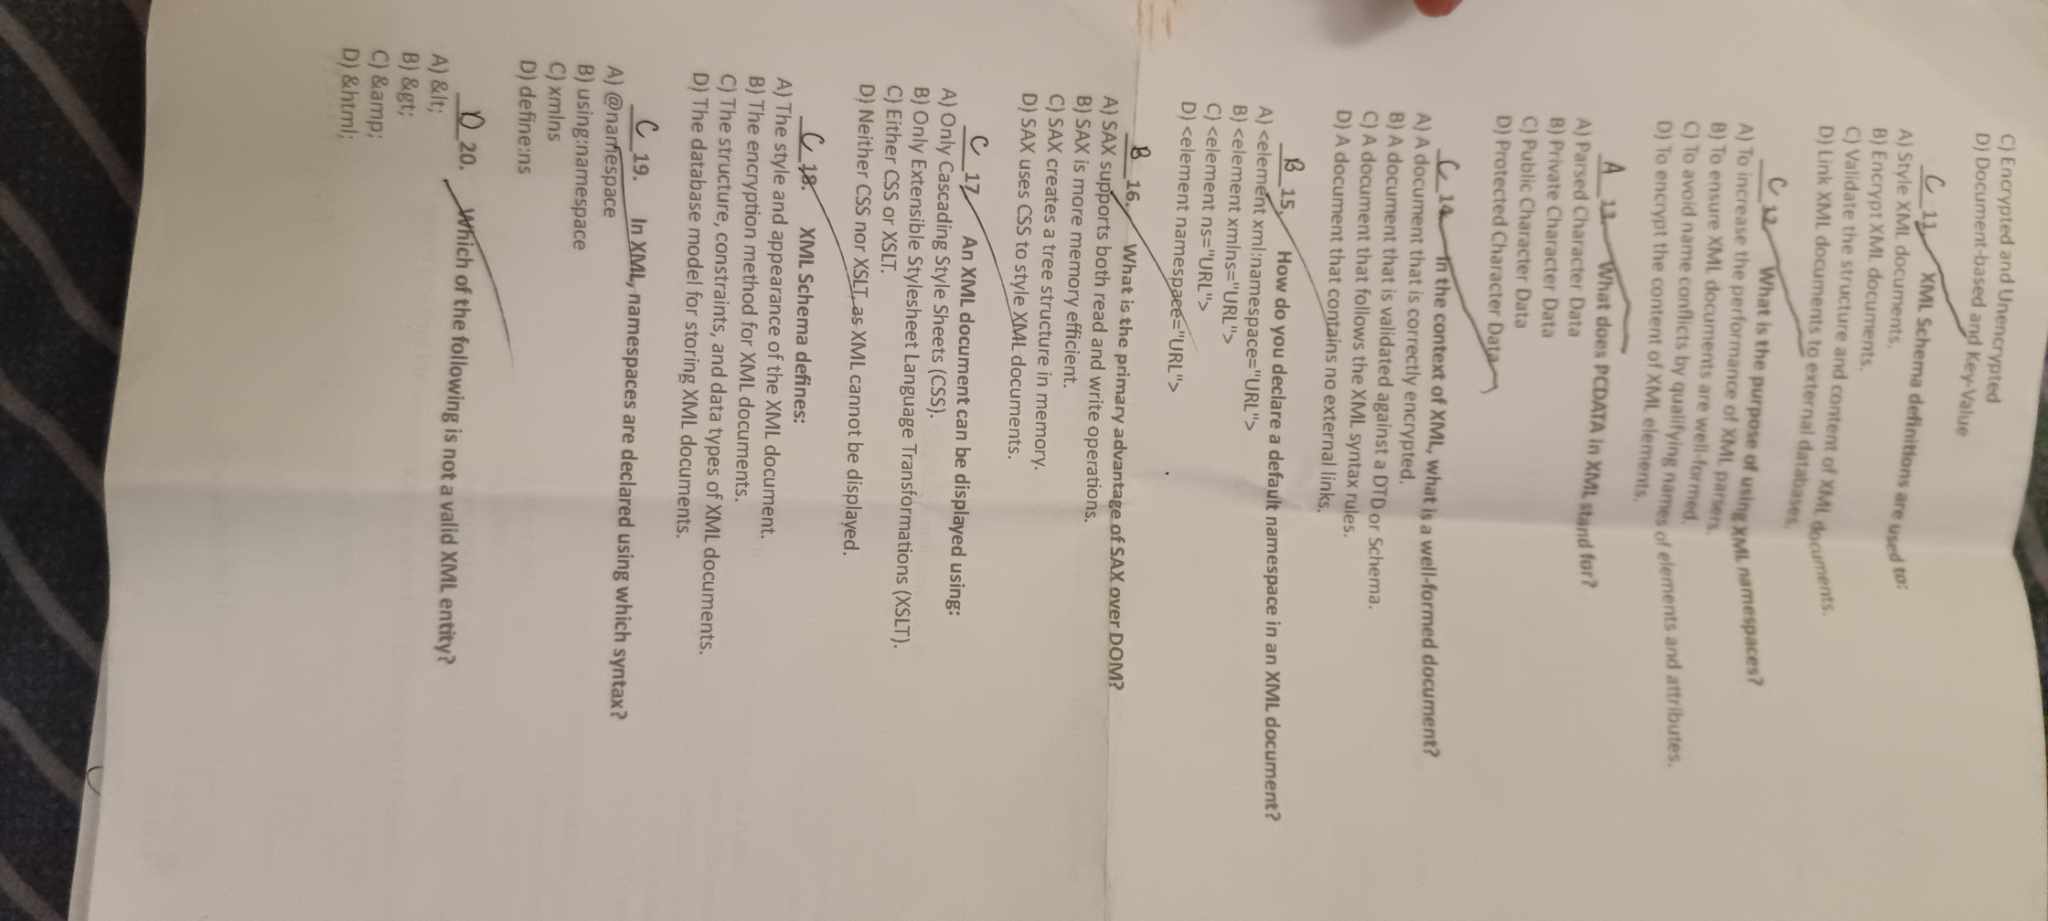 C) Encrypted and Unencrypted
D) Document-based and Key-Value
C 11. XML Schema definitions are used to:
A) Style XML documents.
B) Encrypt XML documents.
C) Validate the structure and content of XML documents.
D) Link XML documents to external databases.
C 12. What is the purpose of using XML namespaces?
A) To increase the performance of XML parsers.
B) To ensure XML documents are well-formed.
C) To avoid name conflicts by qualifying names of elements and attributes.
D) To encrypt the content of XML elements.
A 13. What does PCDATA in XML stand for?
A) Parsed Character Data
B) Private Character Data
C) Public Character Data
D) Protected Character Data
C 14. In the context of XML, what is a well-formed document?
A) A document that is correctly encrypted.
B) A document that is validated against a DTD or Schema.
C) A document that follows the XML syntax rules.
D) A document that contains no external links.
B 15. How do you declare a default namespace in an XML document?
A) <element xml:namespace="URL">
B) <element xmlns="URL">
C) <element ns="URL">
D) <element namespace="URL">
B 16. What is the primary advantage of SAX over DOM?
A) SAX supports both read and write operations.
B) SAX is more memory efficient.
C) SAX creates a tree structure in memory.
D) SAX uses CSS to style XML documents.
C 17. An XML document can be displayed using:
A) Only Cascading Style Sheets (CSS).
B) Only Extensible Stylesheet Language Transformations (XSLT).
C) Either CSS or XSLT.
D) Neither CSS nor XSLT, as XML cannot be displayed.
C 18. XML Schema defines:
A) The style and appearance of the XML document.
B) The encryption method for XML documents.
C) The structure, constraints, and data types of XML documents.
D) The database model for storing XML documents.
C 19. In XML, namespaces are declared using which syntax?
A) @namespace
B) using:namespace
C) xmlns
D) define:ns
D 20. Which of the following is not a valid XML entity?
A) &lt;
B) &gt;
C) &amp;
D) &html;